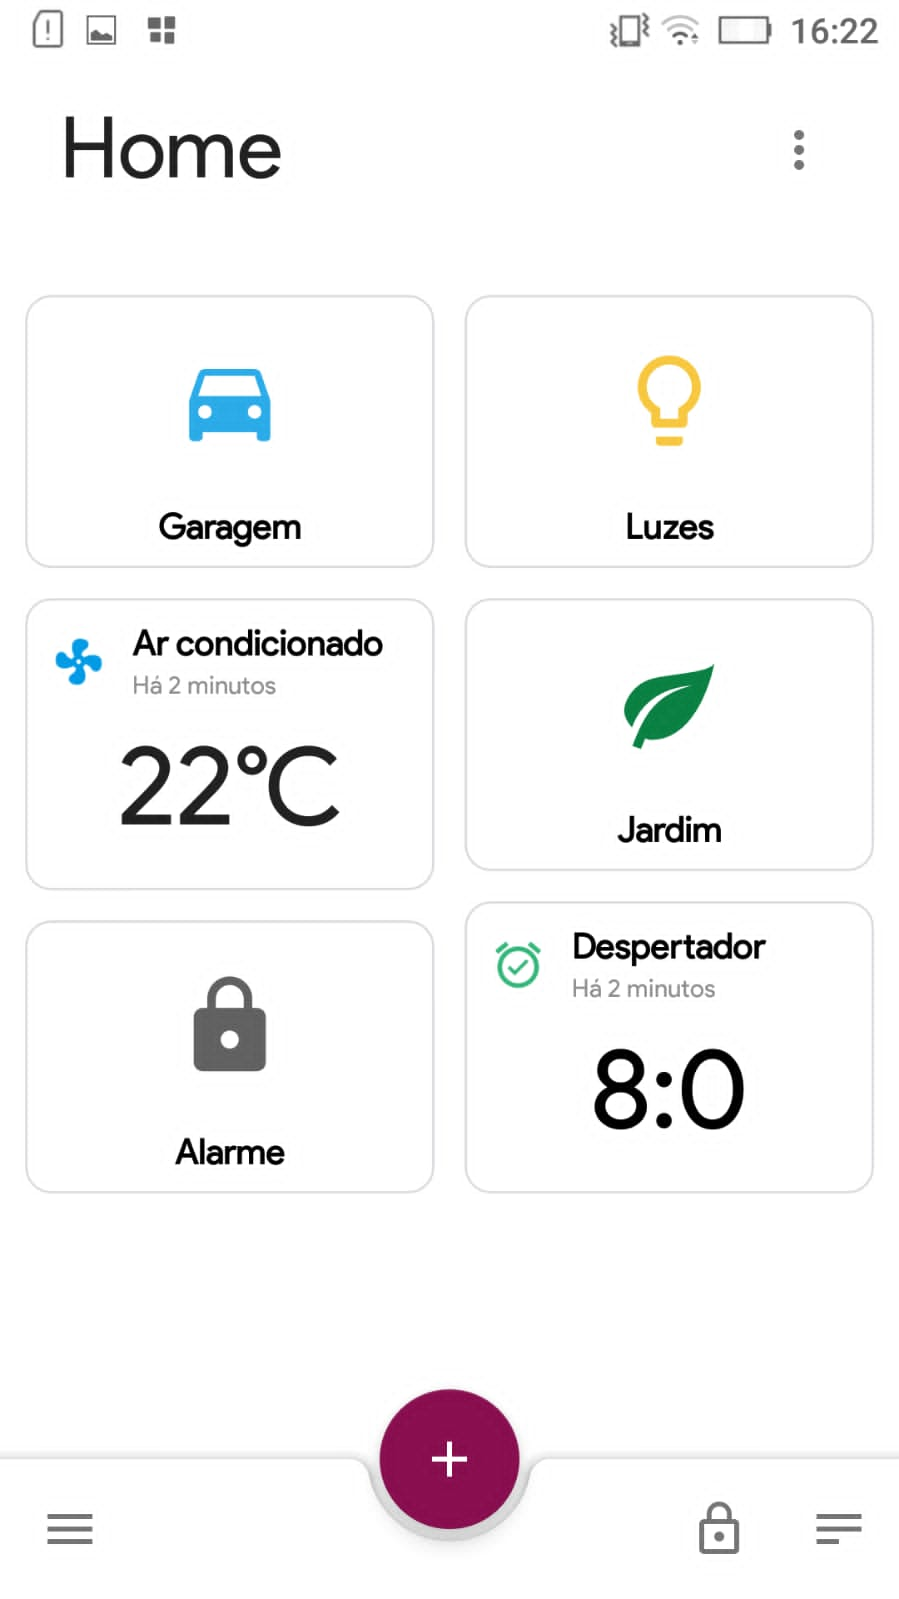 16:22
Home
Garagem
Luzes
Ar condicionado
Há 2 minutos
22°C
Jardim
Alarme
Despertador
Há 2 minutos
8:0